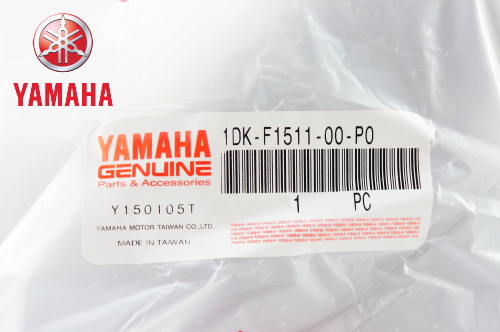 YAMAHA
YAMAHA
GENUINE
Parts & Accessories
1DK-F1511-00-P0
1 PC
Y150105T
YAMAHA MOTOR TAIWAN CO.,LTD.
MADE IN TAIWAN